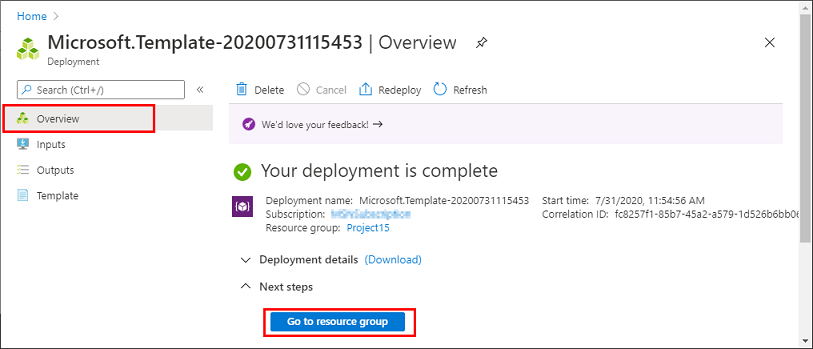 Home >
Microsoft.Template-20200731115453 | Overview
Deployment
Search (Ctrl+/)
«
Delete
Cancel
Redeploy
Refresh
Overview
Inputs
Outputs
Template
We'd love your feedback! →
Your deployment is complete
Deployment name: Microsoft.Template-20200731115453
Subscription:
Resource group: Project15
Start time: 7/31/2020, 11:54:56 AM
Correlation ID: fc8257f1-85b7-45a2-a579-1d526b6bb06
Deployment details (Download)
Next steps
Go to resource group